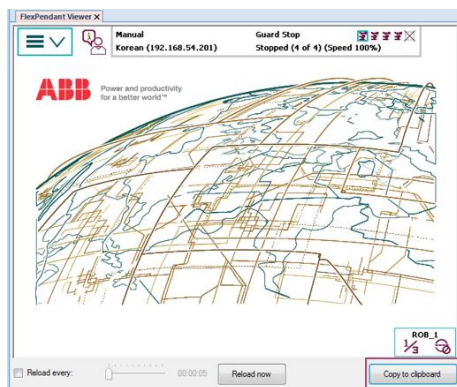 FlexPendant Viewer X
Manual
Korean (192.168.54.201)
Guard Stop
Stopped (4 of 4) (Speed 100%)
ABB
Power and productivity
for a better world™
ROB_1
1/3
Reload every:
00:00:05
Reload now
Copy to clipboard